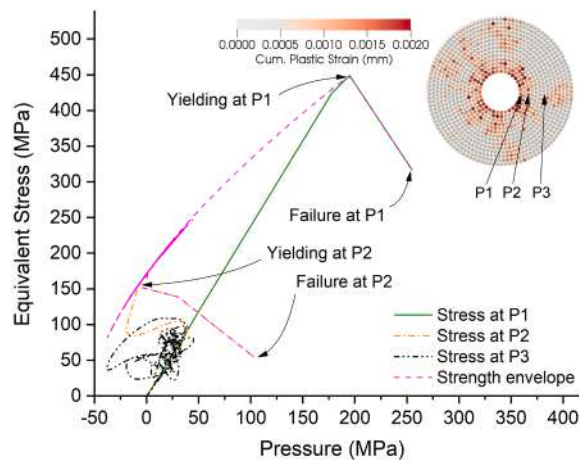 500
450
400
350
300
250
200
150
100
50
0
-50
0
50
100
150
200
250
300
350
400
Equivalent Stress (MPa)
Pressure (MPa)
0.0000
0.0005
0.0010
0.0015
0.0020
Cum. Plastic Strain (mm)
Yielding at P1
P1
P2
P3
Failure at P1
Yielding at P2
Failure at P2
Stress at P1
Stress at P2
Stress at P3
Strength envelope